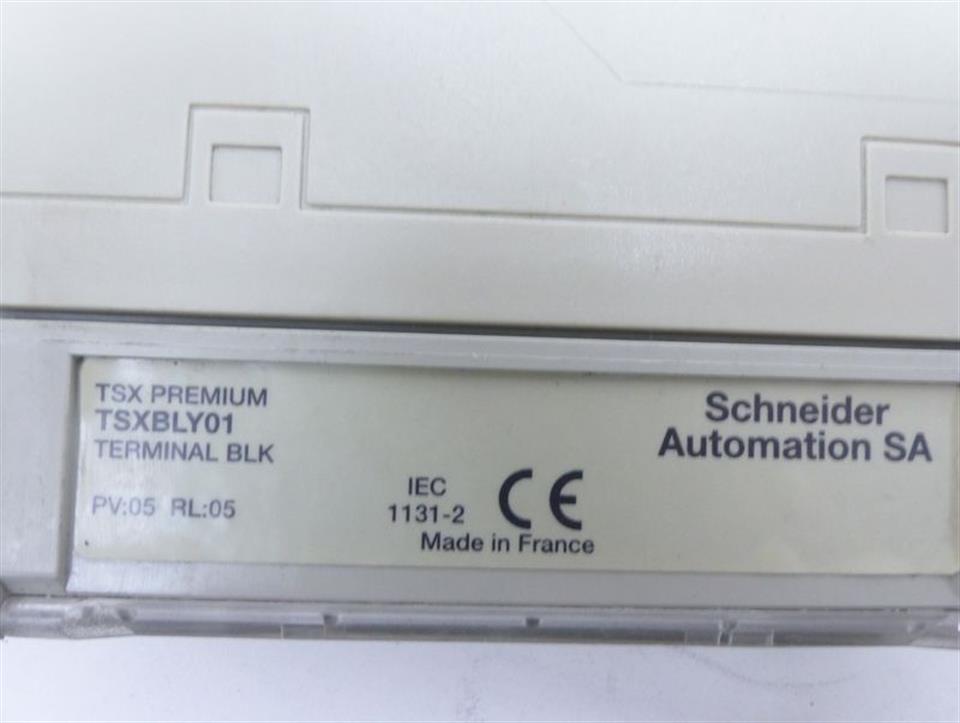 TSX PREMIUM
TSXBLY01
TERMINAL BLK
PV:05 RL:05
IEC
1131-2
CE
Made in France
Schneider
Automation SA